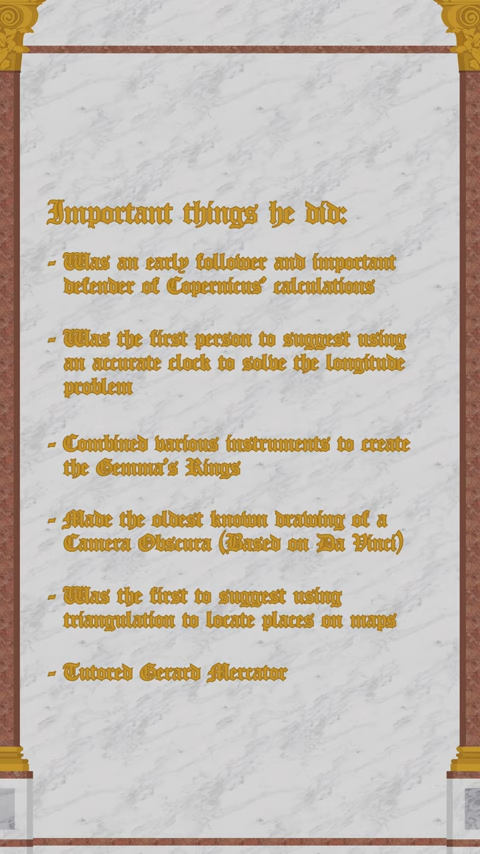 Important things he did:
- Was an early follower and important
defender of Copernicus' calculations
- Was the first person to suggest using
an accurate clock to solve the longitude
problem
- Combined various instruments to create
the Gemma's Rings
- Made the oldest known drawing of a
Camera Obscura (Based on Da Vinci)
- Was the first to suggest using
triangulation to locate places on maps
- Tutored Gerard Mercator